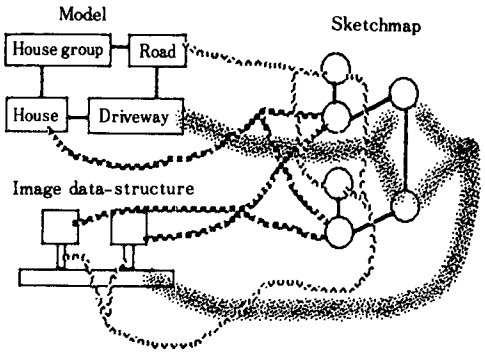 Model
Sketchmap
House group
Road
House
Driveway
Image data-structure